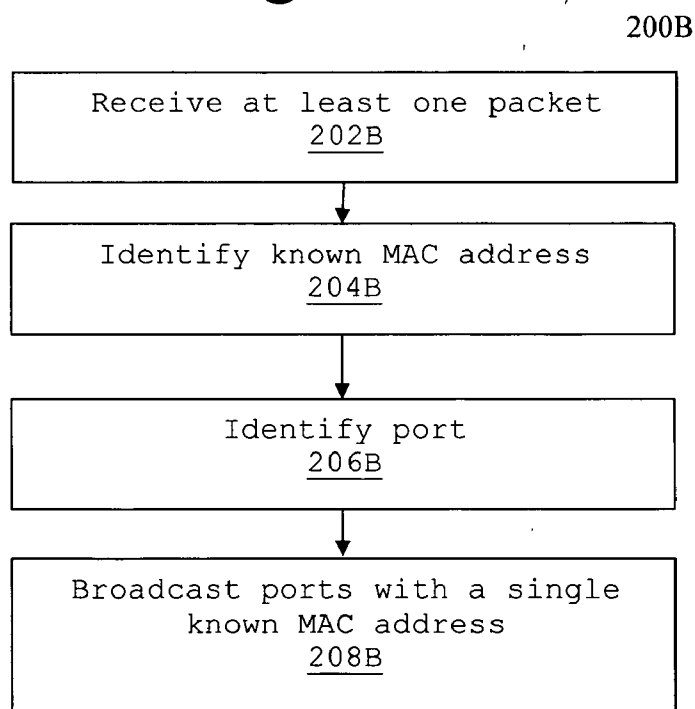 200B
Receive at least one packet
202B
Identify known MAC address
204B
Identify port
206B
Broadcast ports with a single
known MAC address
208B